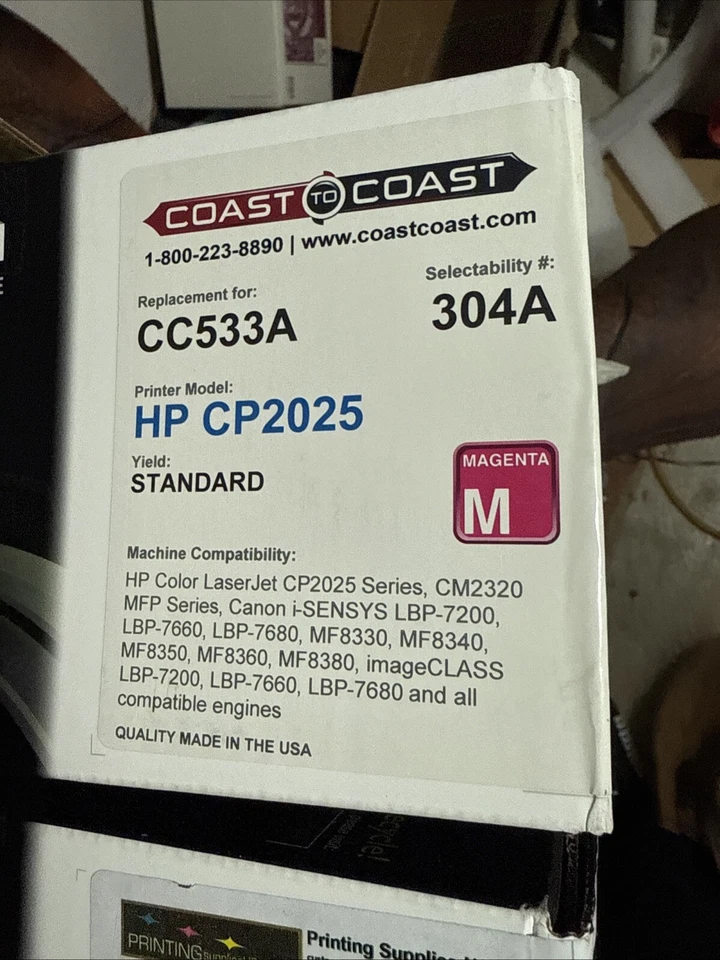 COAST TO COAST
1-800-223-8890 | www.coastcoast.com
Replacement for:
CC533A
Selectability #:
304A
Printer Model:
HP CP2025
Yield:
STANDARD
MAGENTA
M
Machine Compatibility:
HP Color LaserJet CP2025 Series, CM2320
MFP Series, Canon i-SENSYS LBP-7200,
LBP-7660, LBP-7680, MF8330, MF8340,
MF8350, MF8360, MF8380, imageCLASS
LBP-7200, LBP-7660, LBP-7680 and all
compatible engines
QUALITY MADE IN THE USA
PRINTING
Printing